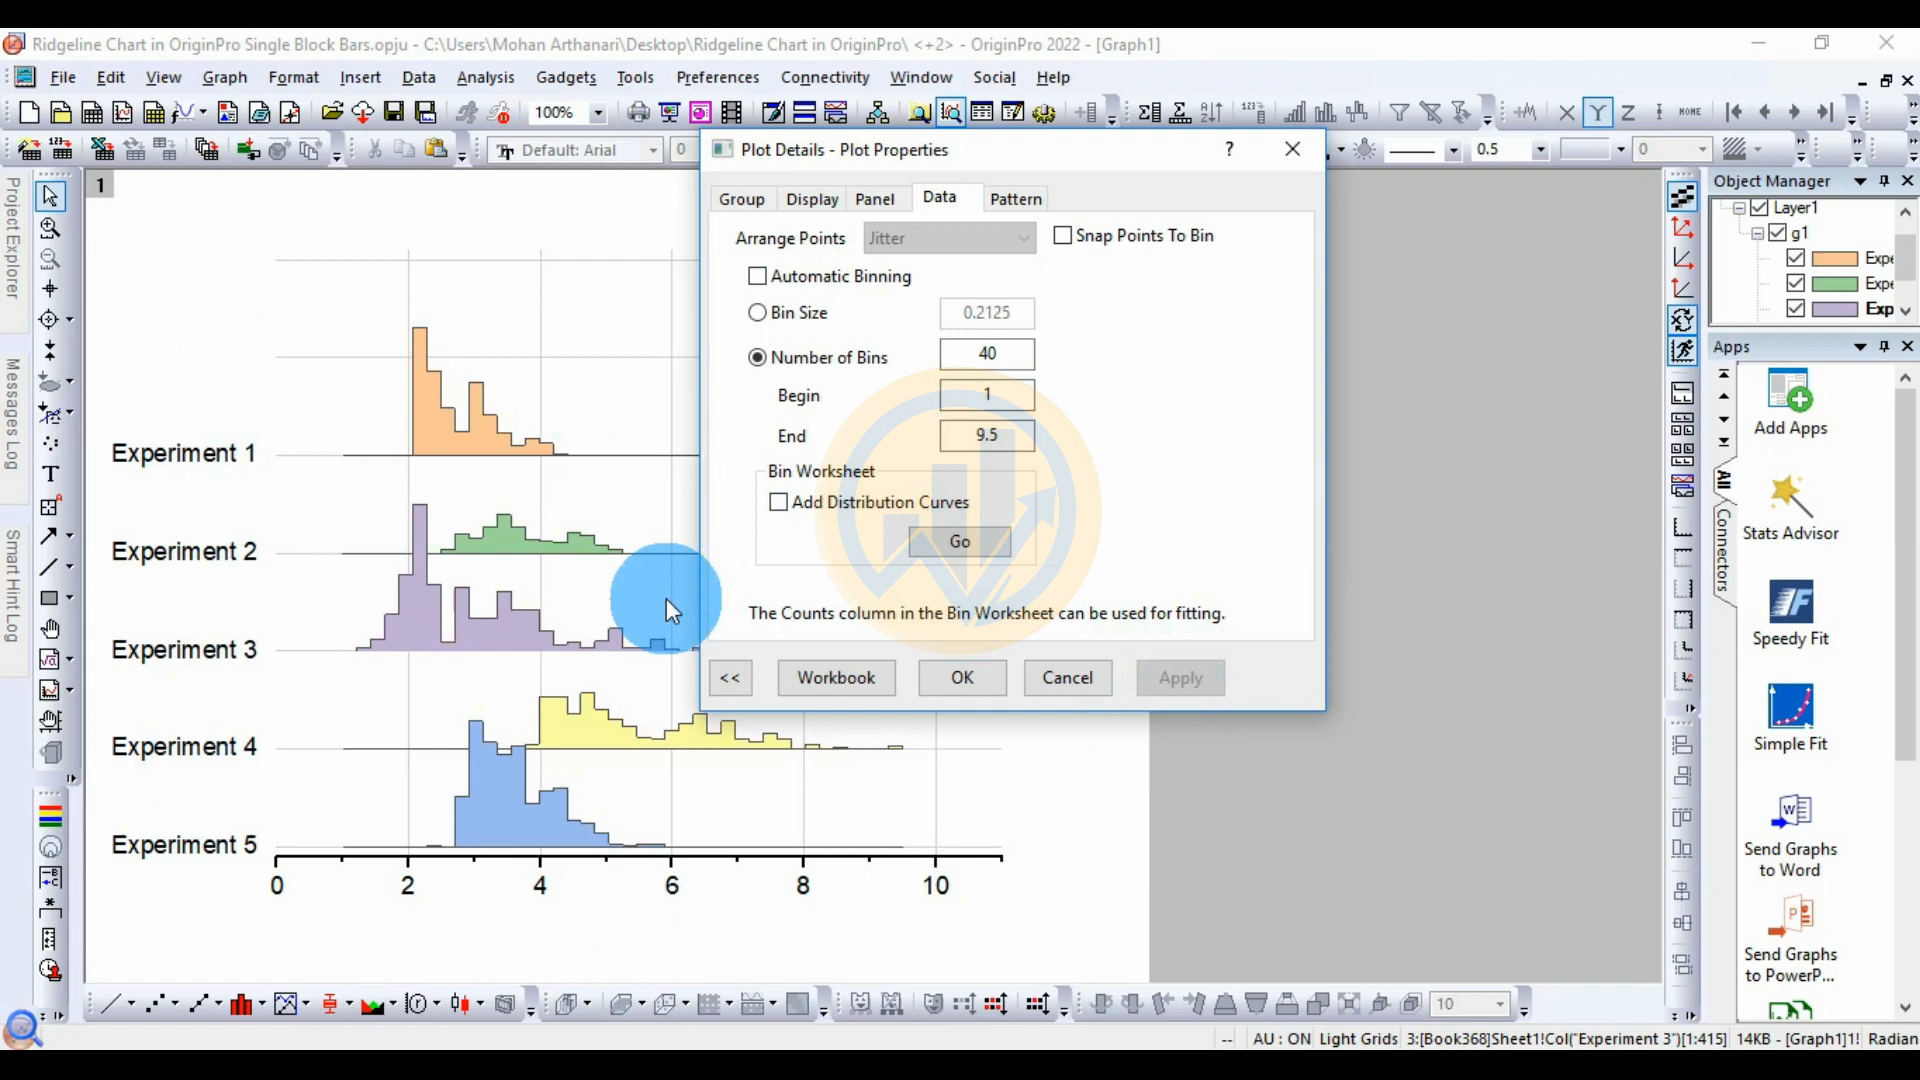 Ridgeline Chart in OriginPro Single Block Bars.opju - C:\Users\Mohan Arthanari\Desktop\Ridgeline Chart in OriginPro\ <+2> - OriginPro 2022 - [Graph1]
File Edit View Graph Format Insert Data Analysis Gadgets Tools Preferences Connectivity Window Social Help
100%
Y Z HOME
Default: Arial 0
0.5 0
Project Explorer
Messages Log
Smart Hint Log
1
Plot Details - Plot Properties ? 
Group Display Panel Data Pattern
Arrange Points Jitter Snap Points To Bin
Automatic Binning
Bin Size 0.2125
Number of Bins 40
Begin 1
End 9.5
Bin Worksheet
Add Distribution Curves
Go
The Counts column in the Bin Worksheet can be used for fitting.
<< Workbook OK Cancel Apply
Experiment 1
Experiment 2
Experiment 3
Experiment 4
Experiment 5
0 2 4 6 8 10
Object Manager
Layer1
g1
Expe
Expe
Exp
Apps
All
Connectors
Add Apps
Stats Advisor
Speedy Fit
Simple Fit
Send Graphs
to Word
Send Graphs
to PowerP...
10
-- AU : ON Light Grids 3:[Book368]Sheet1!Col("Experiment 3")[1:415] 14KB - [Graph1]1! Radian